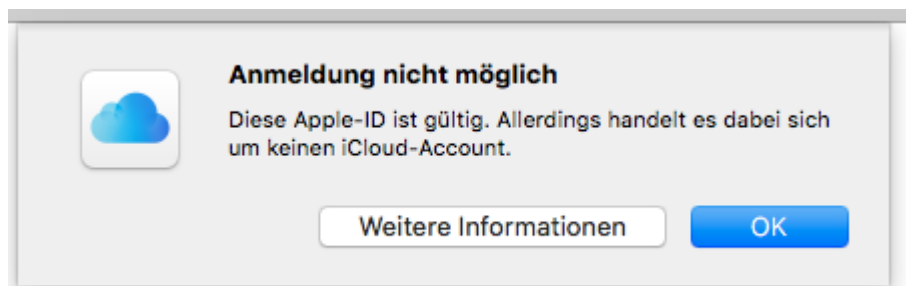 Anmeldung nicht möglich
Diese Apple-ID ist gültig. Allerdings handelt es dabei sich
um keinen iCloud-Account.
Weitere Informationen
OK